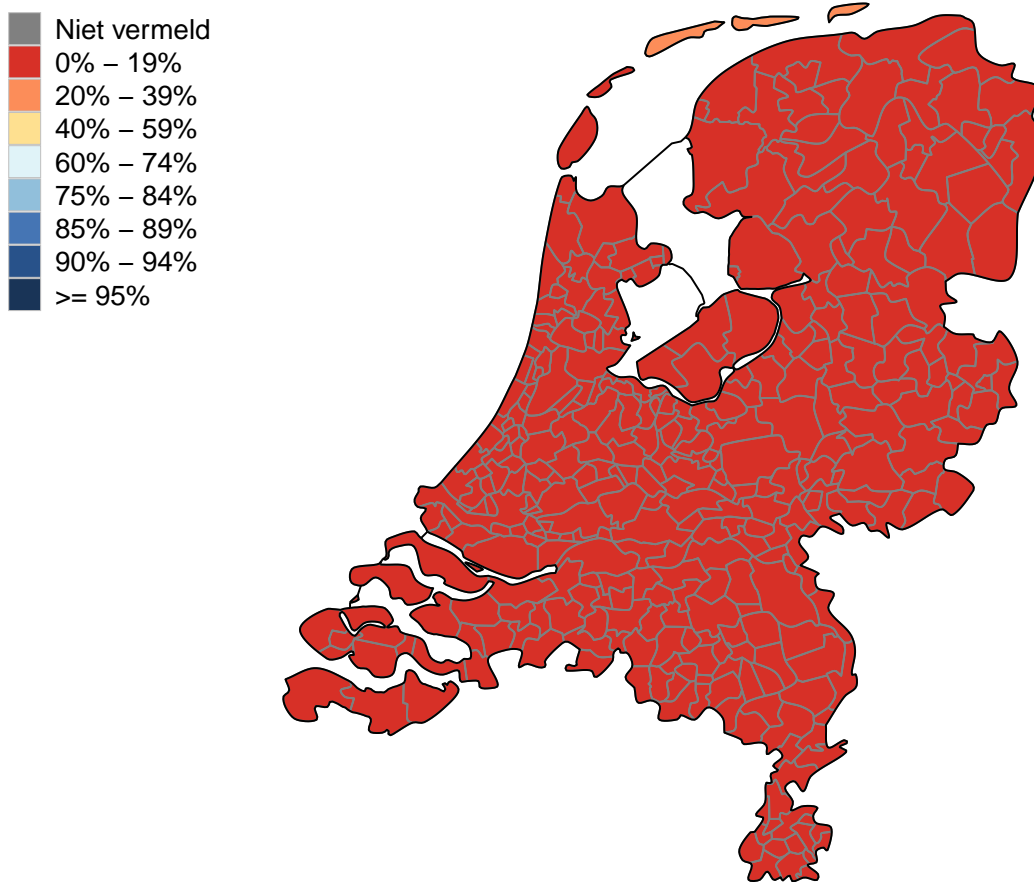 Niet vermeld
0% – 19%
20% – 39%
40% – 59%
60% – 74%
75% – 84%
85% – 89%
90% – 94%
>= 95%